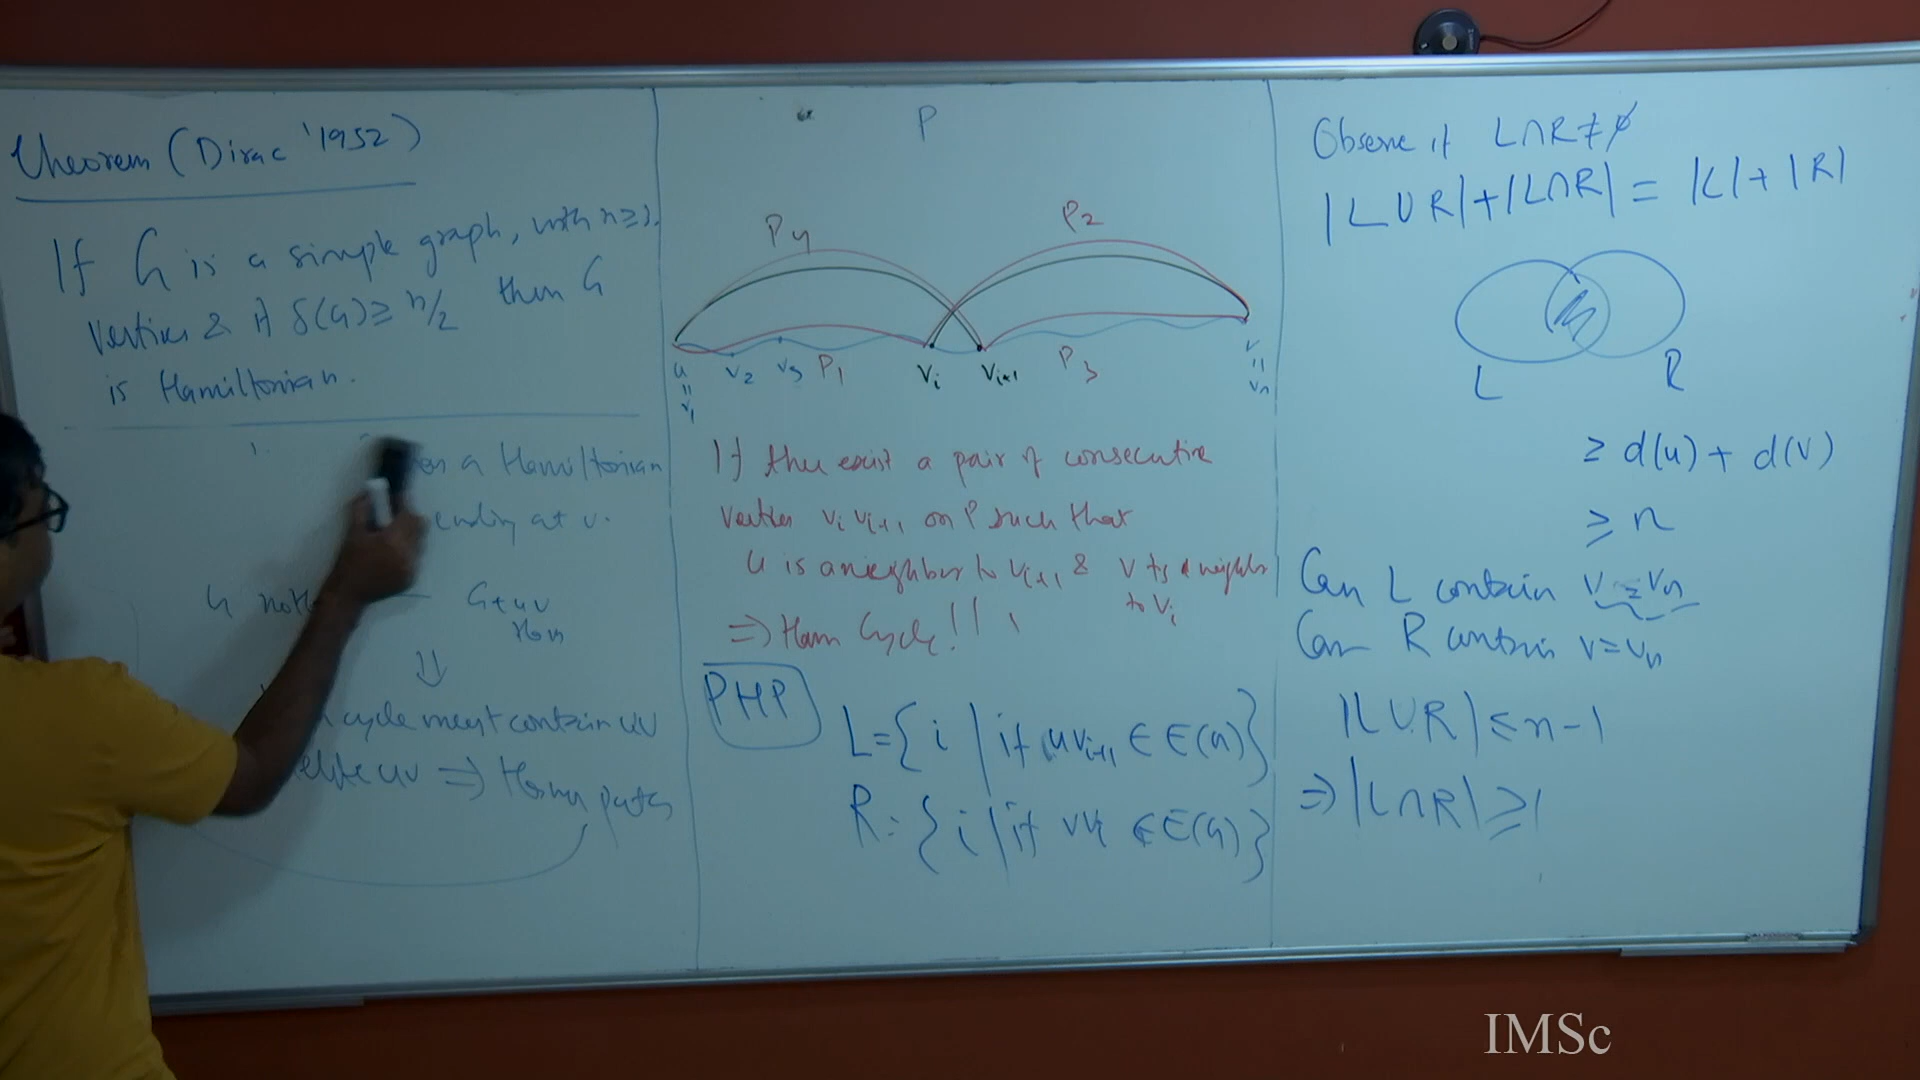 Theorem (Dirac '1952)
If G is a simple graph, with n≥3
vertices & if δ(G)≥ n/2 then G
is Hamiltonian.
a Hamiltonian
ending at v.
G not
G+uv
Ham
⇓
cycle must contain uv
uv ⇒ Ham path
P
P4
P2
P1
P3
u = v1
v2
v3
vi
vi+1
v = vn
If there exist a pair of consecutive
vertices vi vi+1 on P such that
u is a neighbor to vi+1 & v is a neighbor
to vi
⇒ Ham Cycle!!
PHP
L={ i | if uvi+1 ∈ E(G)}
R: { i | if vvi ∈ E(G)}
Observe if L∩R≠∅
|L∪R|+|L∩R| = |L|+|R|
L
R
≥ d(u) + d(v)
≥ n
Can L contain v = vn
Can R contain v=vn
|L∪R| ≤ n-1
⇒ |L∩R| ≥ 1
IMSc